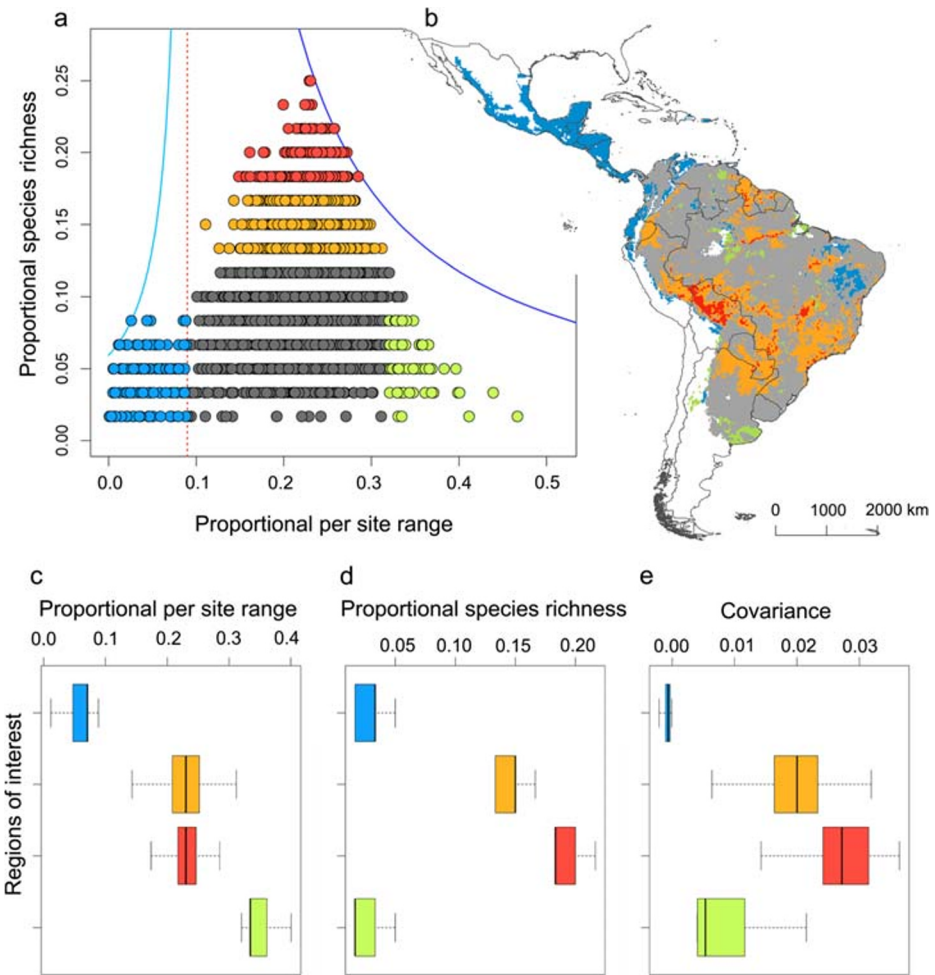 a
b
Proportional species richness
0.25
0.20
0.15
0.10
0.05
0.00
0.0 0.1 0.2 0.3 0.4 0.5
Proportional per site range
0 1000 2000 km
c
d
e
Proportional per site range
Proportional species richness
Covariance
0.0 0.1 0.2 0.3 0.4
0.05 0.10 0.15 0.20
0.00 0.01 0.02 0.03
Regions of interest